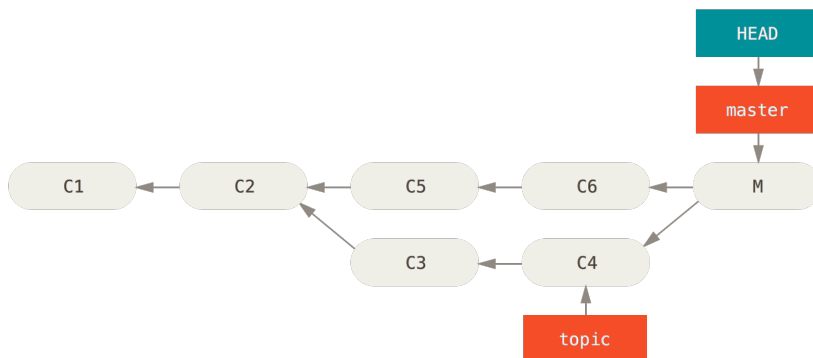 HEAD
master
C1 C2 C5 C6 M
C3 C4
topic